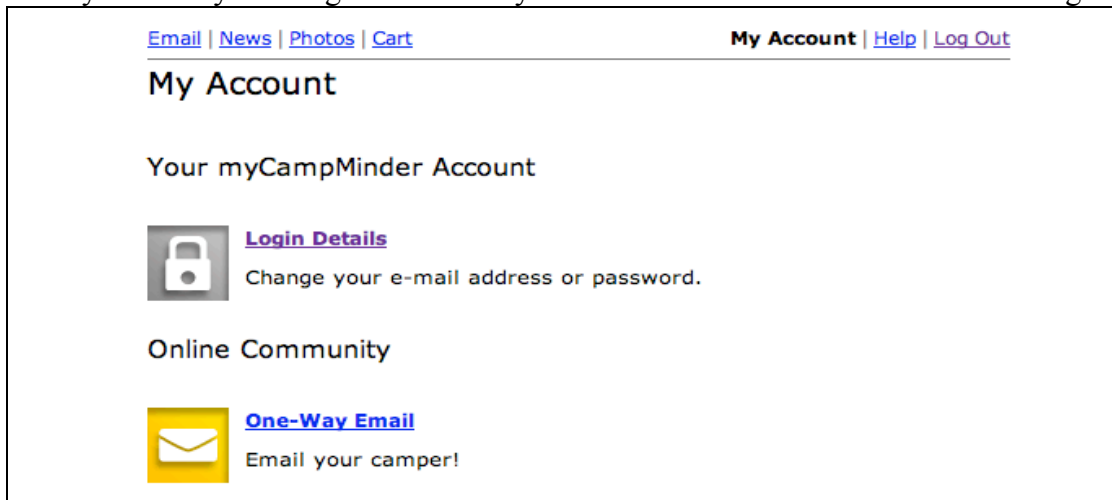 Email | News | Photos | Cart My Account | Help | Log Out
My Account
Your myCampMinder Account
Login Details
Change your e-mail address or password.
Online Community
One-Way Email
Email your camper!